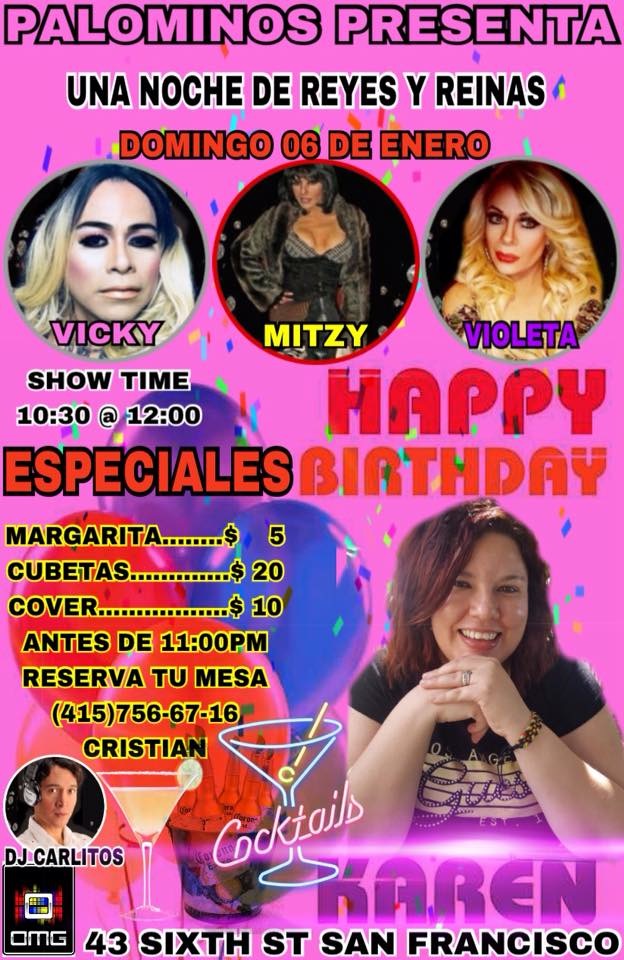 PALOMINOS PRESENTA
UNA NOCHE DE REYES Y REINAS
DOMINGO 06 DE ENERO
VICKY
MITZY
VIOLETA
SHOW TIME
10:30 @ 12:00
HAPPY
BIRTHDAY
ESPECIALES
MARGARITA........$ 5
CUBETAS.............$ 20
COVER.................$ 10
ANTES DE 11:00PM
RESERVA TU MESA
(415)756-67-16
CRISTIAN
DJ CARLITOS
Cocktails
KAREN
OMG
43 SIXTH ST SAN FRANCISCO